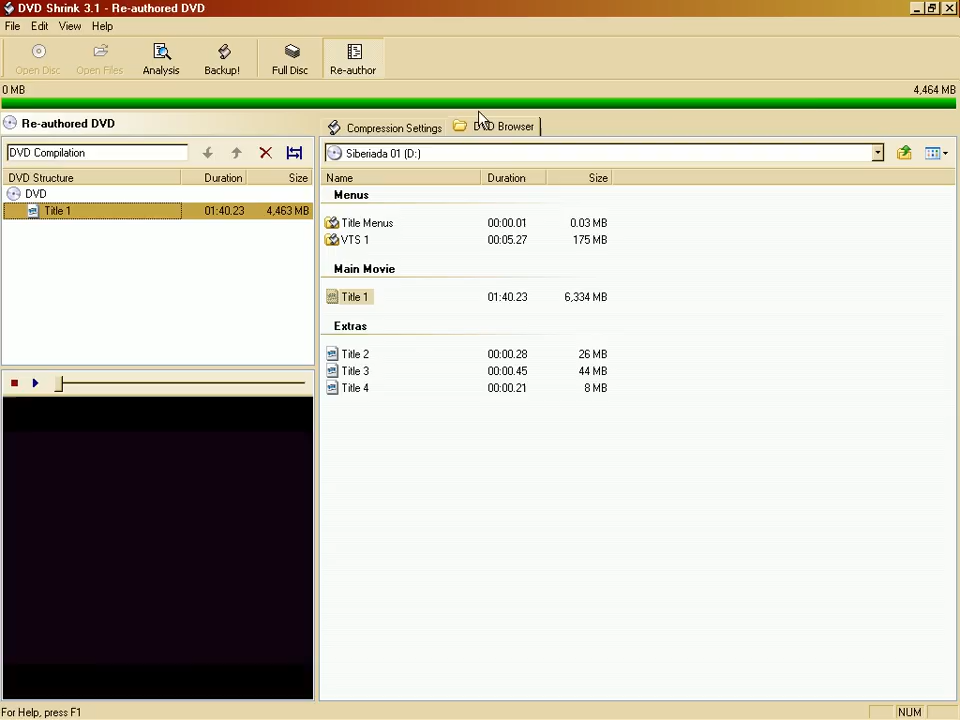 DVD Shrink 3.1 - Re-authored DVD
File Edit View Help
Open Disc Open Files Analysis Backup! Full Disc Re-author
0 MB 4,464 MB
Re-authored DVD
Compression Settings DVD Browser
DVD Compilation
Siberiada 01 (D:)
DVD Structure Duration Size
DVD
Title 1 01:40.23 4,463 MB
Name Duration Size
Menus
Title Menus 00:00.01 0.03 MB
VTS 1 00:05.27 175 MB
Main Movie
Title 1 01:40.23 6,334 MB
Extras
Title 2 00:00.28 26 MB
Title 3 00:00.45 44 MB
Title 4 00:00.21 8 MB
For Help, press F1
NUM